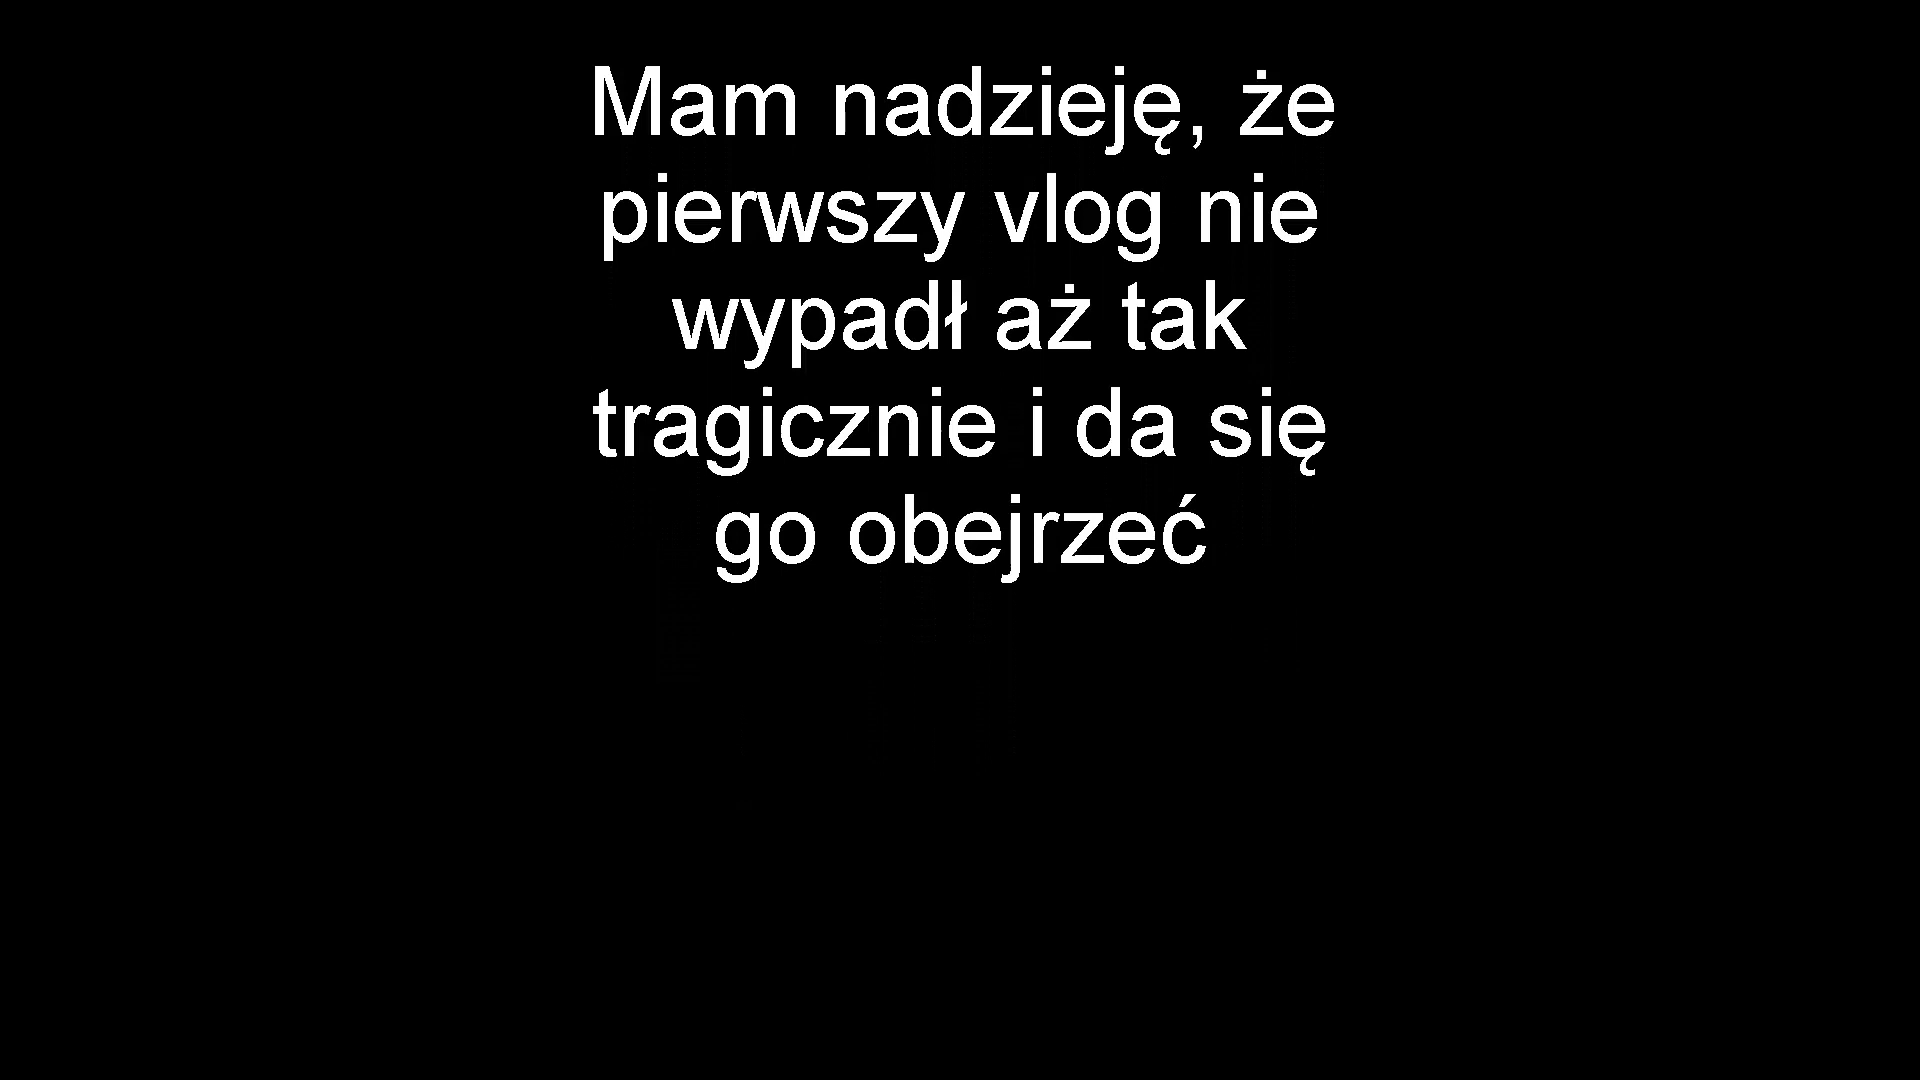 Mam nadzieję, że
pierwszy vlog nie
wypadł aż tak
tragicznie i da się
go obejrzeć